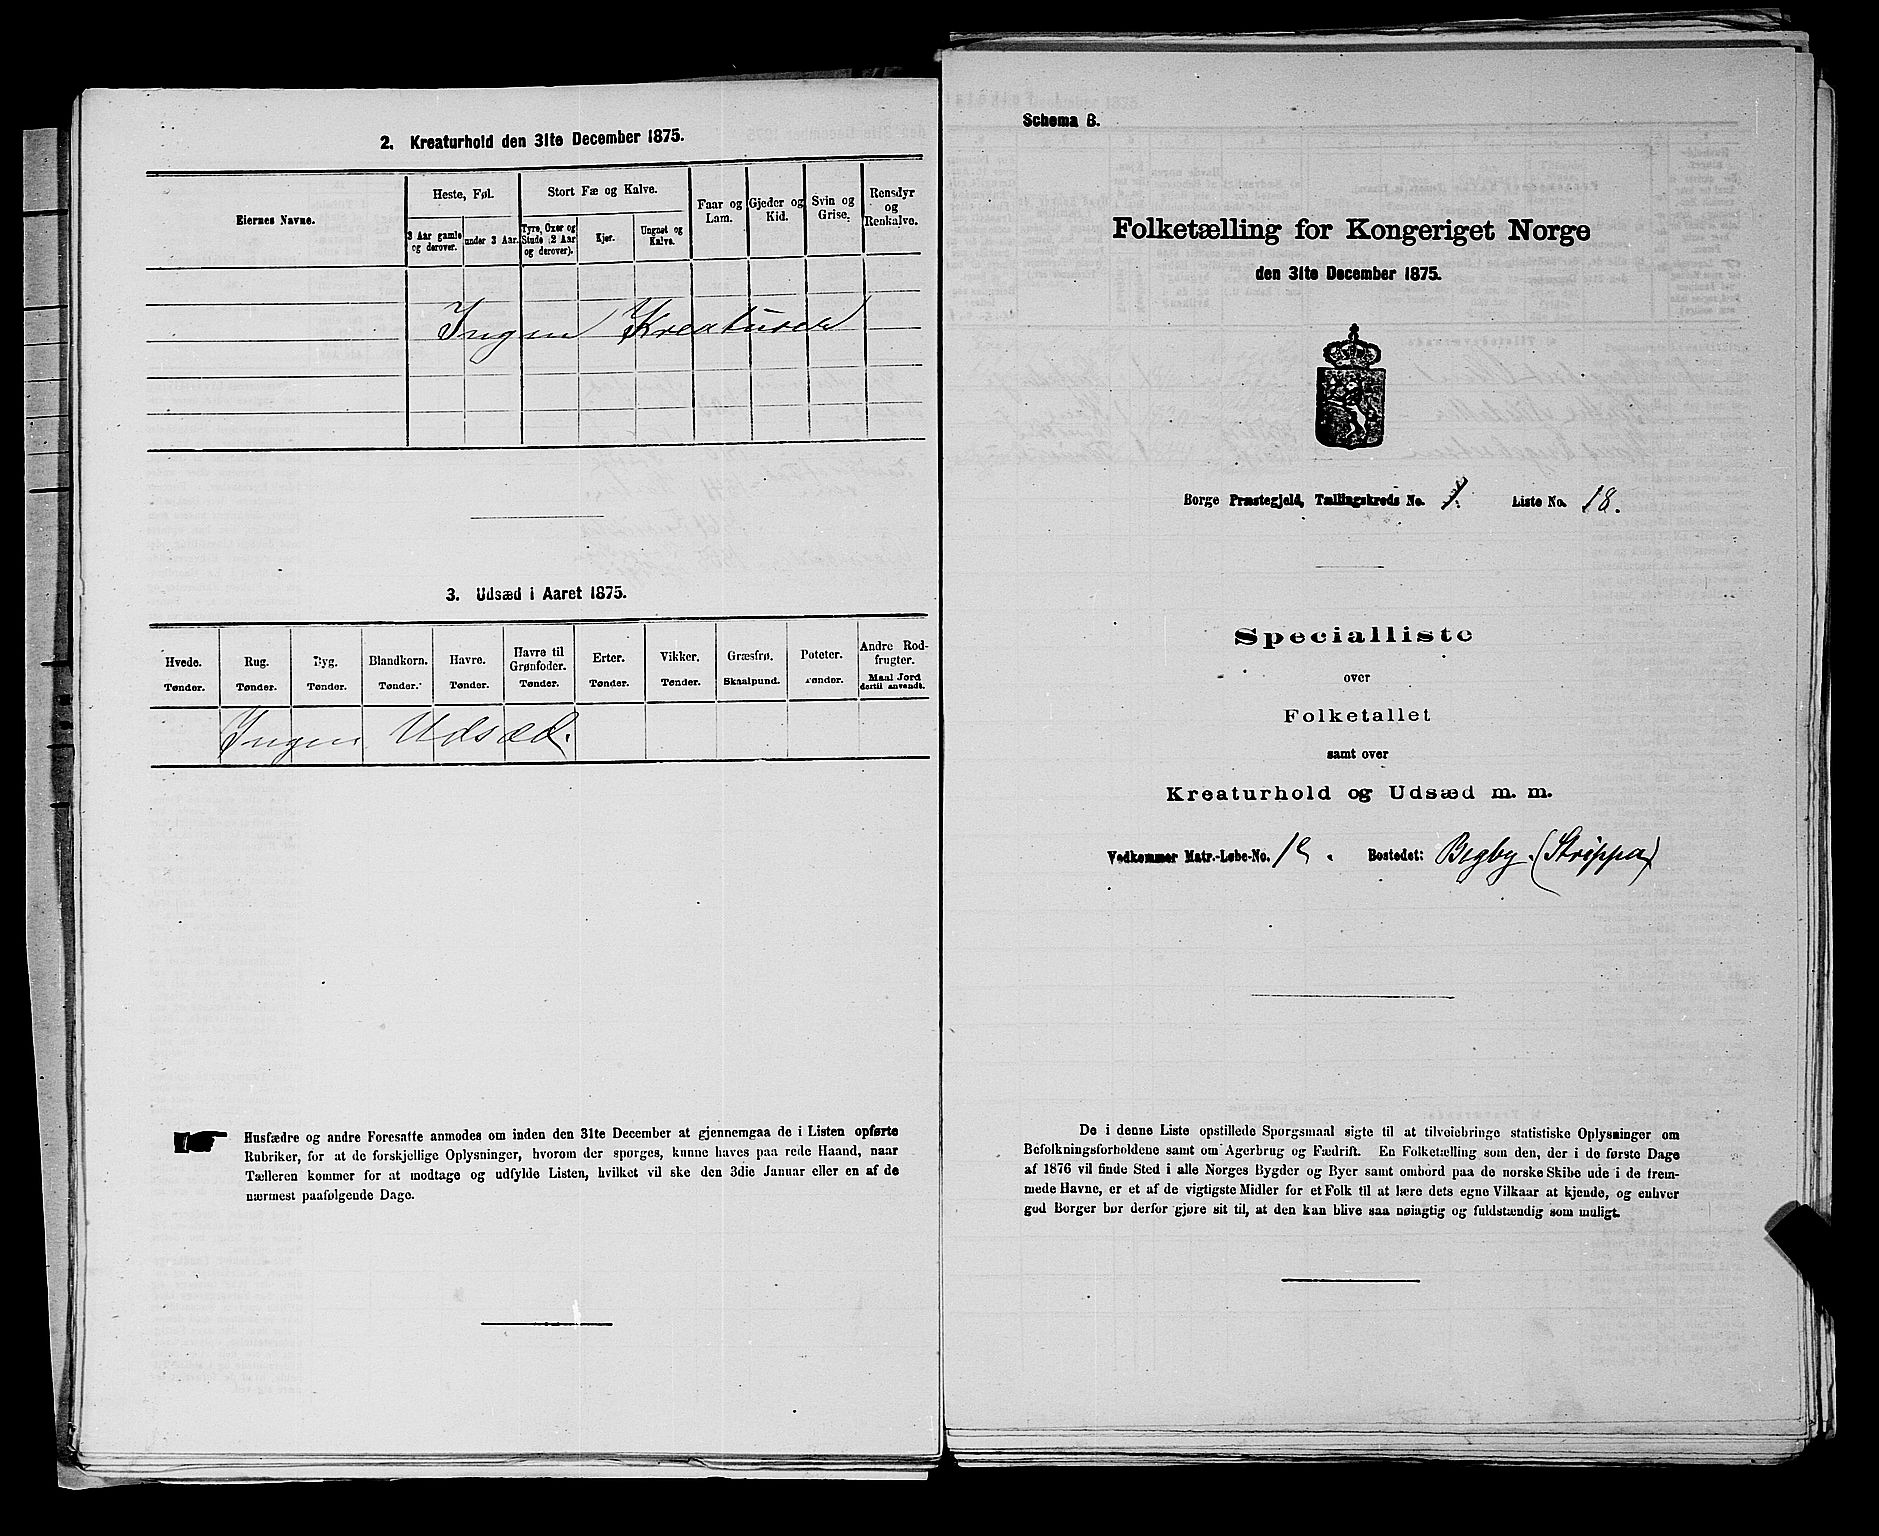 2. Kreaturhold den 31te December 1875.
Eiernes Navne.
Heste, Føl.
3 Aar gamle og derover.
under 3 Aar.
Stort Fæ og Kalve.
Tyre, Oxer og Stude (2 Aar og derover).
Kjør.
Ungnøt og Kalve.
Faar og Lam.
Gjeder og Kid.
Svin og Grise.
Rensdyr og Renkalve.
Ingen Kreaturer
3. Udsæd i Aaret 1875.
Hvede. Rug. Byg. Blandkorn. Havre. Havre til Grønfoder. Erter. Vikker. Græsfrø. Poteter. Andre Rodfrugter.
Tønder. Tønder. Tønder. Tønder. Tønder. Tønder. Tønder. Tønder. Skaalpund. Tønder. Maal Jord dertil anvendt.
Ingen Udsæd.
Husfædre og andre Foresatte anmodes om inden den 31te December at gjennemgaa de i Listen opførte
Rubriker, for at de forskjellige Oplysninger, hvorom der spørges, kunne haves paa rede Haand, naar
Tælleren kommer for at modtage og udfylde Listen, hvilket vil ske den 3die Januar eller en af de
nærmest paafølgende Dage.
Schema B.
Folketælling for Kongeriget Norge
den 31te December 1875.
Borge Præstegjeld, Tællingskreds No. 1. Liste No. 18.
Specialliste
over
Folketallet
samt over
Kreaturhold og Udsæd m. m.
Vedkommer Matr.-Løbe-No. Bostedet: Begby. (Strippa)
De i denne Liste opstillede Spørgsmaal sigte til at tilveiebringe statistiske Oplysninger om
Befolkningsforholdene samt om Agerbrug og Fædrift. En Folketælling som den, der i de første Dage
af 1876 vil finde Sted i alle Norges Bygder og Byer samt ombord paa de norske Skibe ude i de frem-
mede Havne, er et af de vigtigste Midler for et Folk til at lære dets egne Vilkaar at kjende, og enhver
god Borger bør derfor gjøre sit til, at den kan blive saa nøiagtig og fuldstændig som muligt.